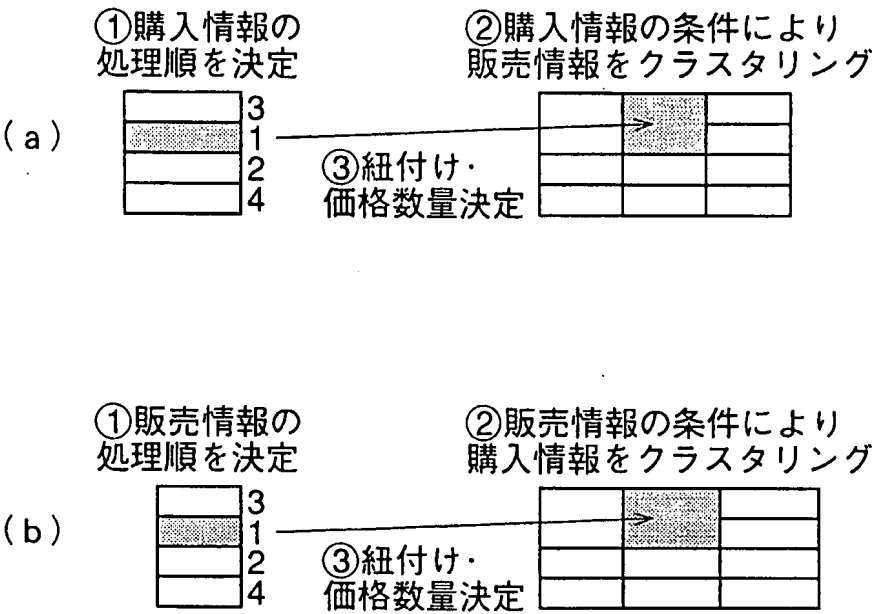 ①購入情報の
処理順を決定
②購入情報の条件により
販売情報をクラスタリング
(a)
3
1
2
4
③紐付け・
価格数量決定
①販売情報の
処理順を決定
②販売情報の条件により
購入情報をクラスタリング
(b)
3
1
2
4
③紐付け・
価格数量決定